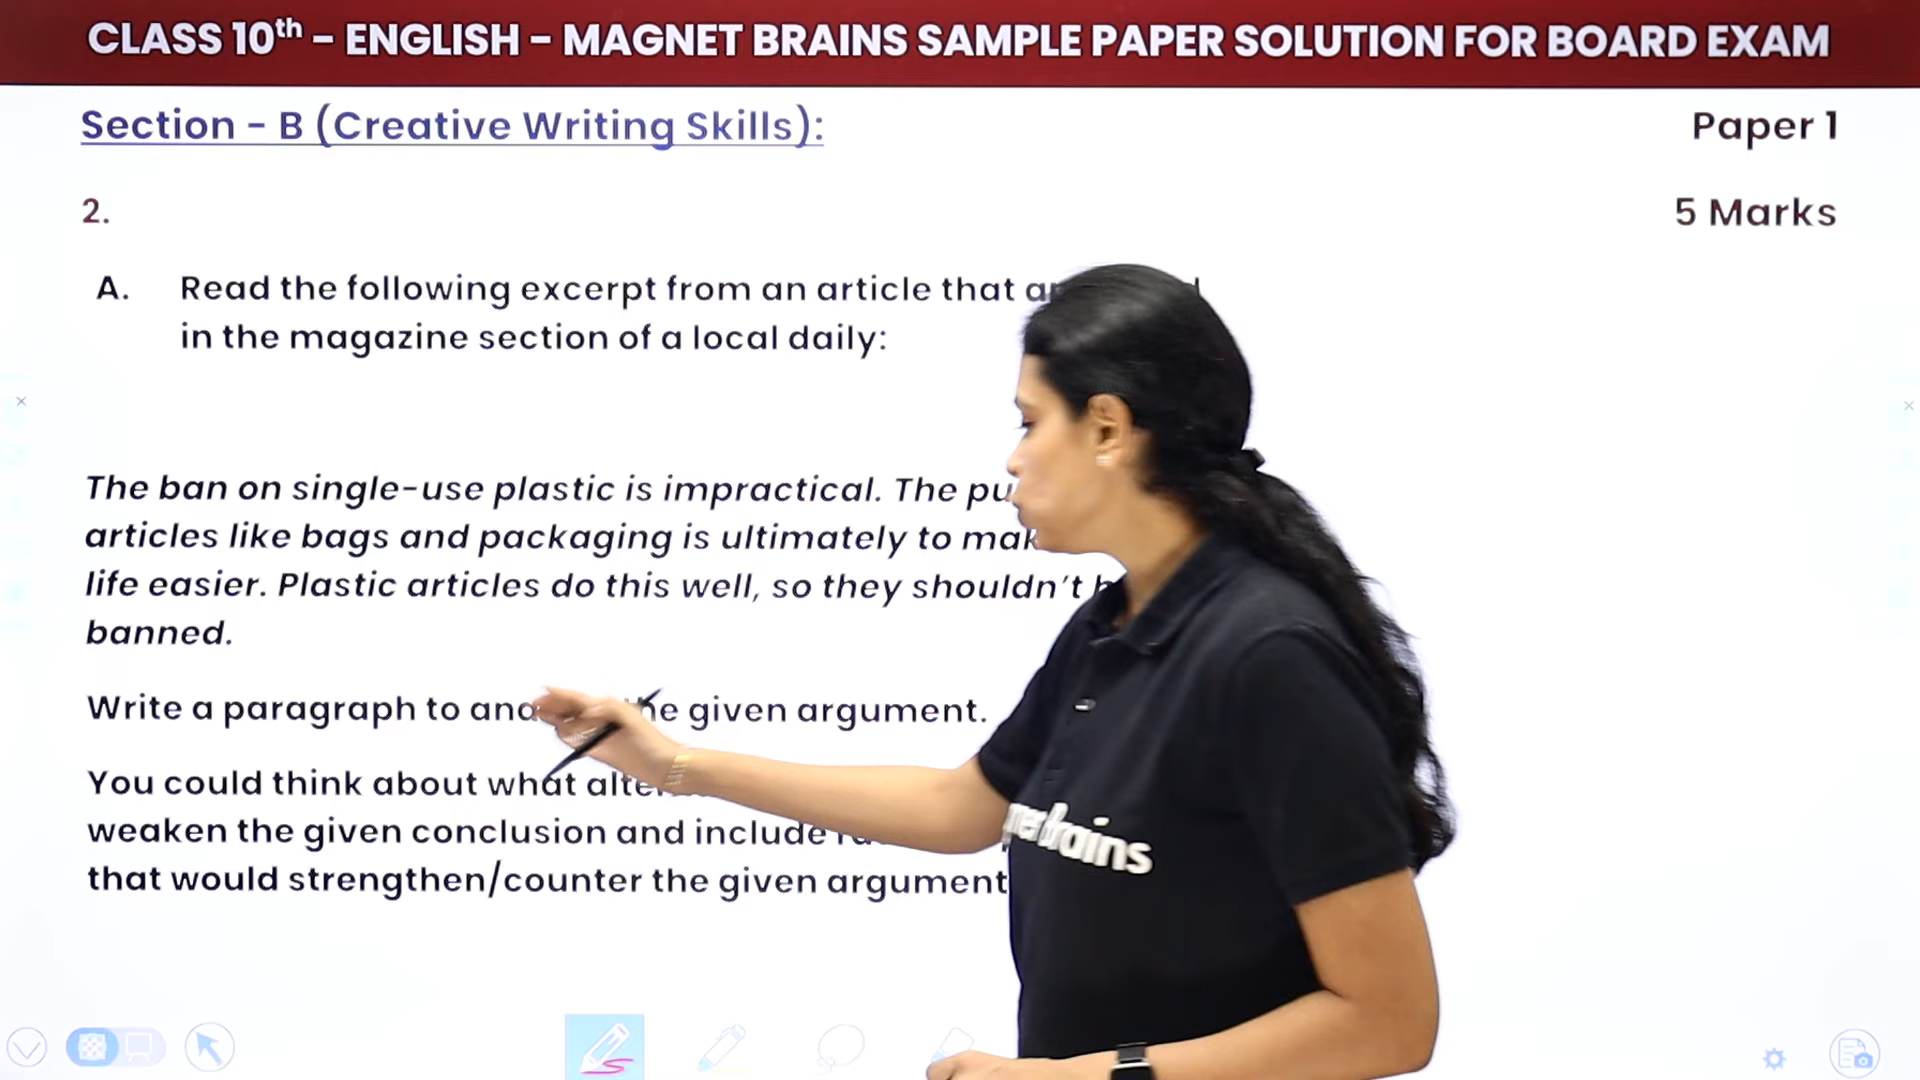 CLASS 10th – ENGLISH – MAGNET BRAINS SAMPLE PAPER SOLUTION FOR BOARD EXAM
Section - B (Creative Writing Skills):
Paper 1
2.
5 Marks
A. Read the following excerpt from an article that
in the magazine section of a local daily:
The ban on single-use plastic is impractical. The
articles like bags and packaging is ultimately to
life easier. Plastic articles do this well, so they shouldn't
banned.
Write a paragraph to the given argument.
You could think about what
weaken the given conclusion and include
that would strengthen/counter the given argument